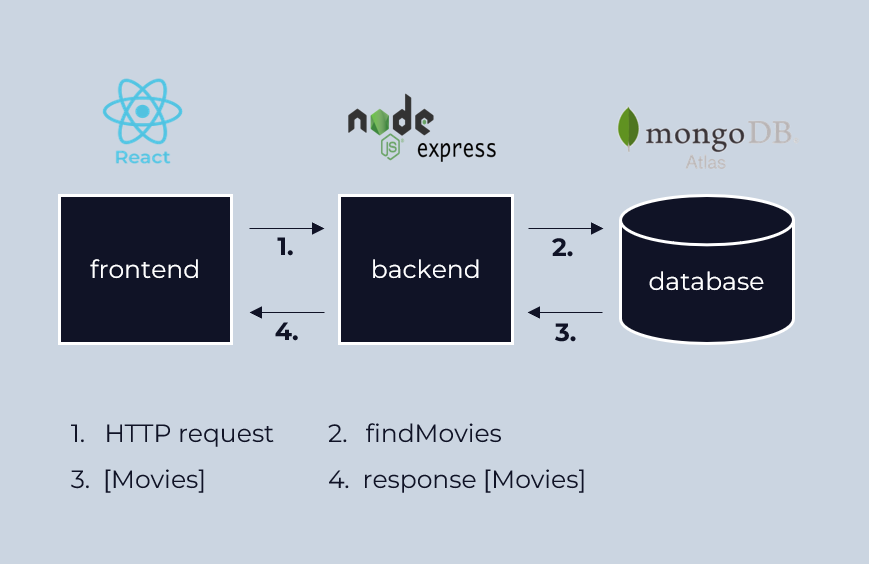 React
node
JS
express
mongoDB
Atlas
frontend
1.
backend
2.
database
4.
3.
1. HTTP request
2. findMovies
3. [Movies]
4. response [Movies]